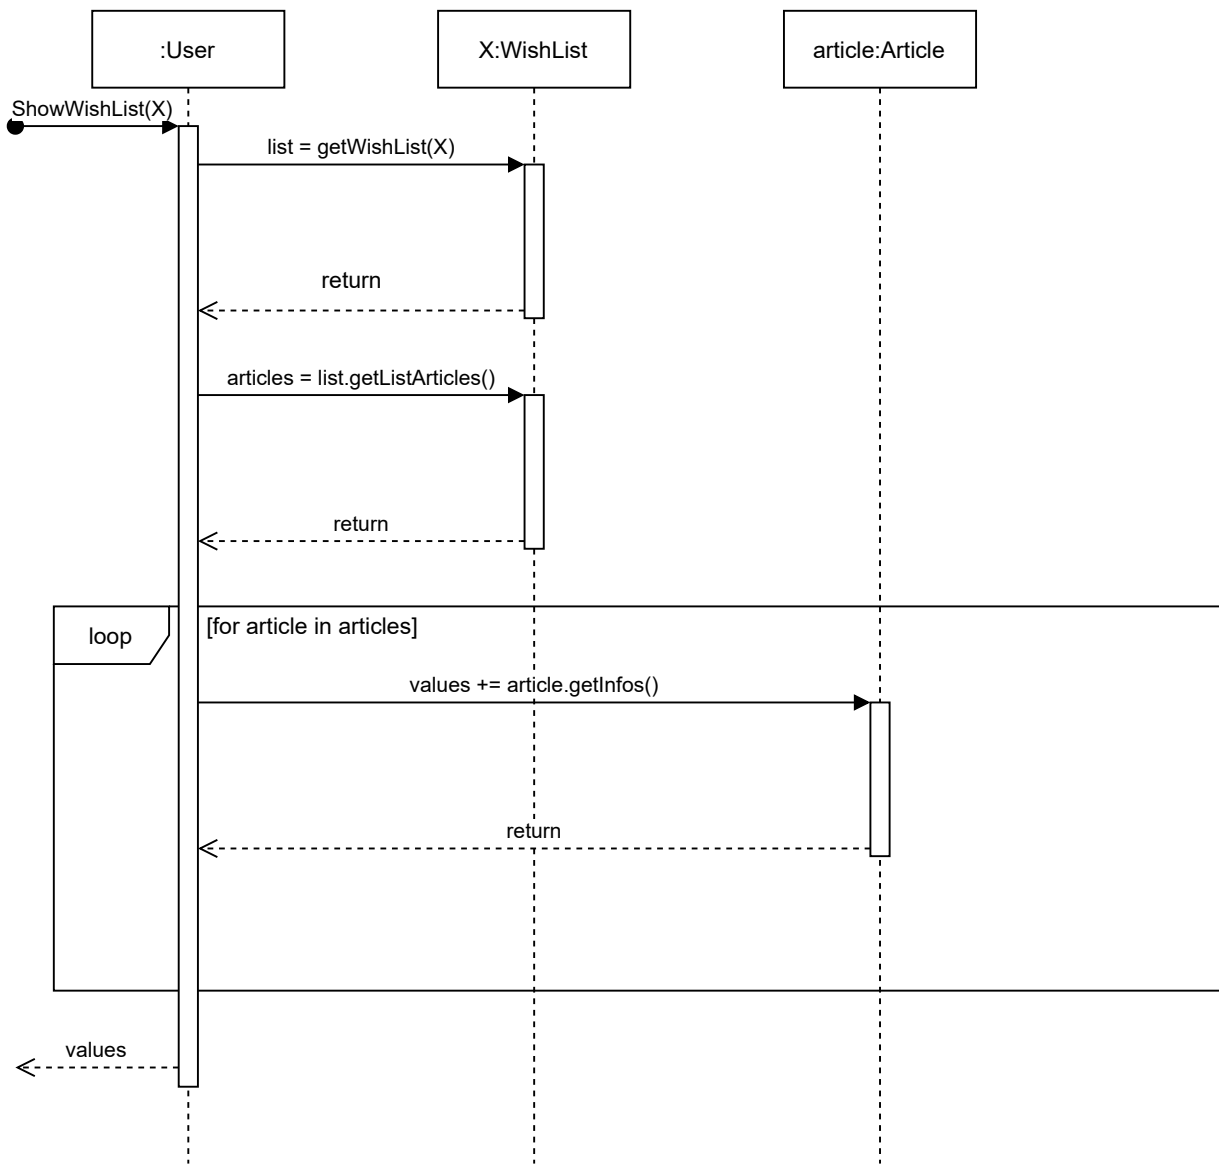 :User
X:WishList
article:Article
ShowWishList(X)
list = getWishList(X)
return
articles = list.getListArticles()
return
loop
[for article in articles]
values += article.getInfos()
return
values